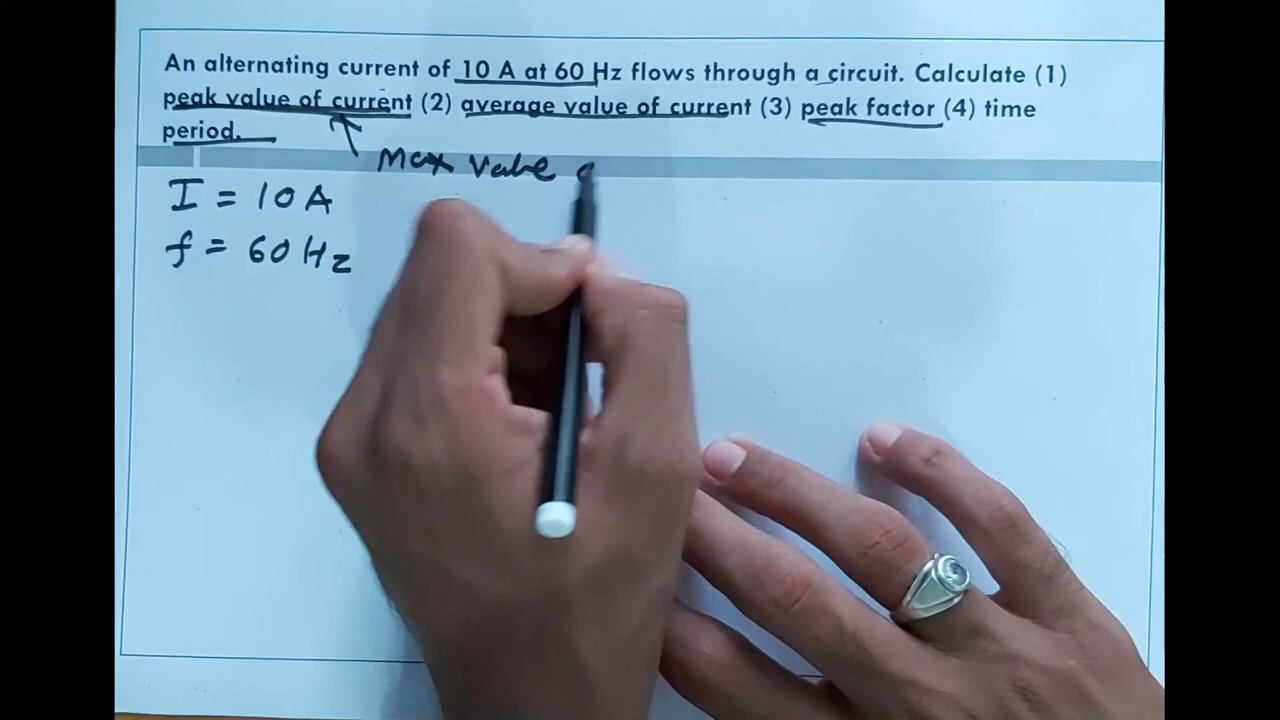 An alternating current of 10 A at 60 Hz flows through a circuit. Calculate (1)
peak value of current (2) average value of current (3) peak factor (4) time
period.
Max Value
I = 10 A
f = 60 Hz